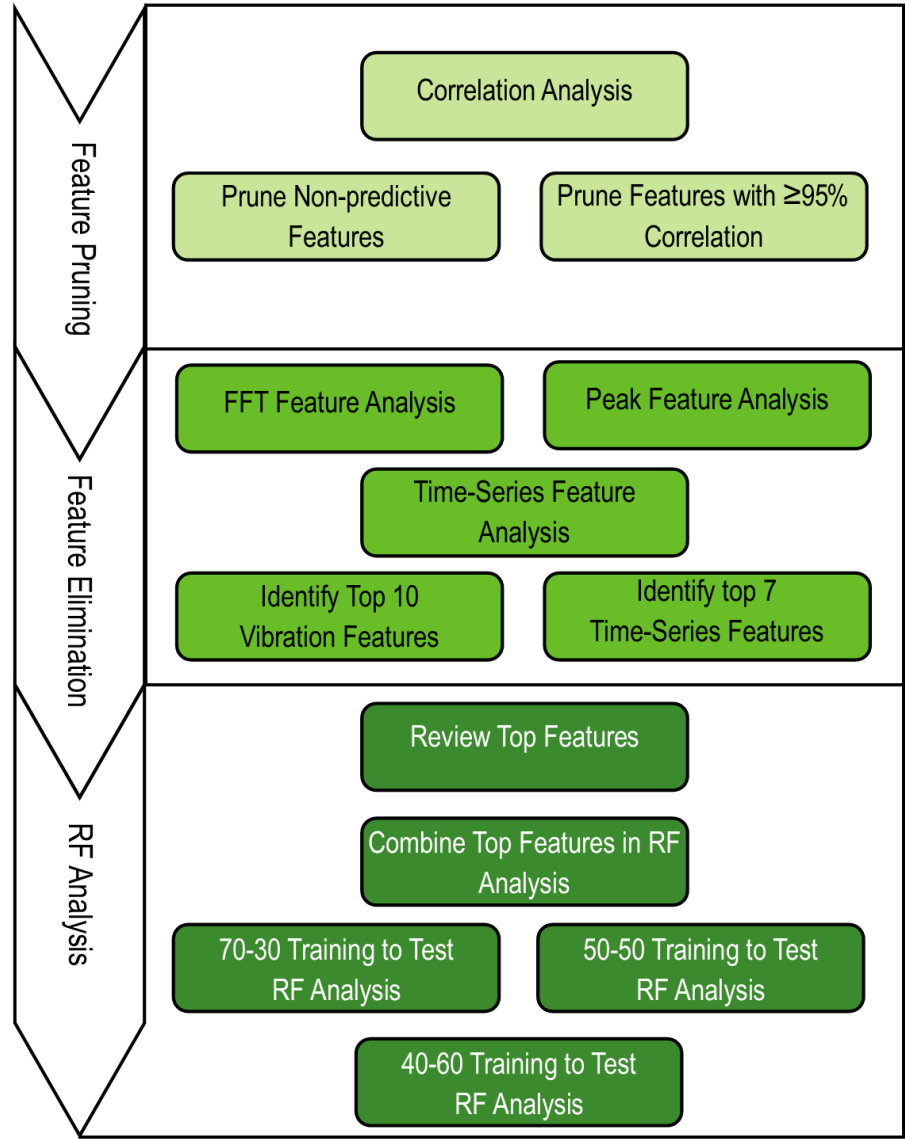 Feature Pruning
Correlation Analysis
Prune Non-predictive
Features
Prune Features with ≥95%
Correlation
Feature Elimination
FFT Feature Analysis
Peak Feature Analysis
Time-Series Feature
Analysis
Identify Top 10
Vibration Features
Identify top 7
Time-Series Features
RF Analysis
Review Top Features
Combine Top Features in RF
Analysis
70-30 Training to Test
RF Analysis
50-50 Training to Test
RF Analysis
40-60 Training to Test
RF Analysis